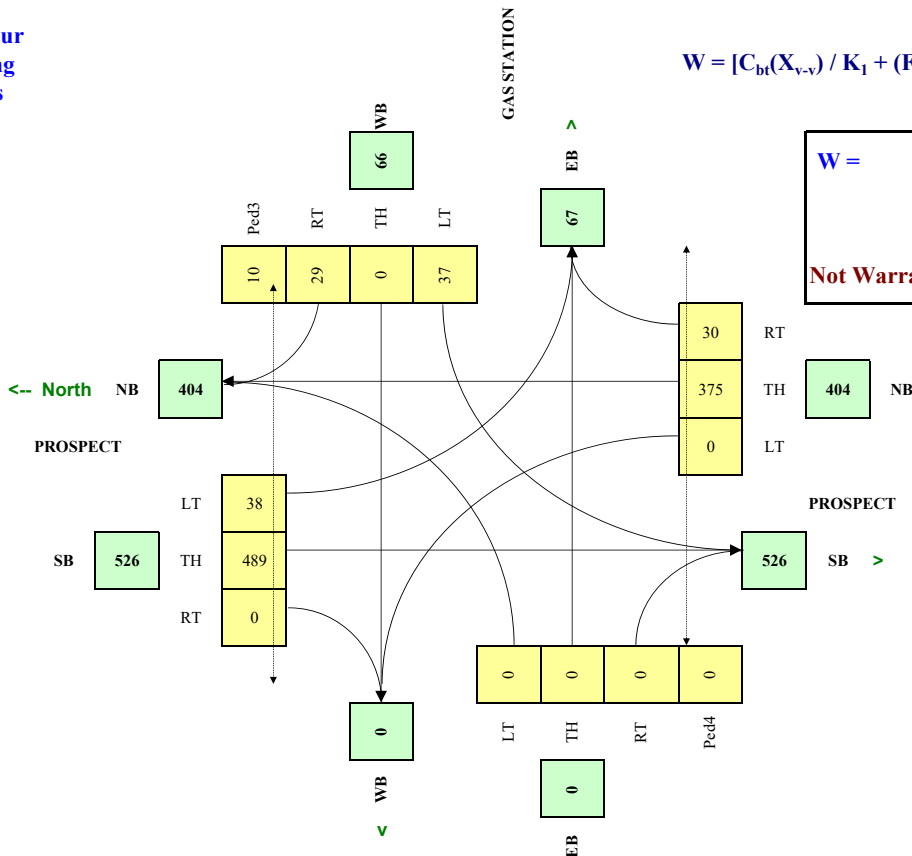 GAS STATION
W = [C_bt(X_v-v) / K_1 + (
W =
Not Warra
WB
66
^
EB
67
Ped3
RT
TH
LT
10
29
0
37
30
RT
<-- North
NB
404
375
TH
404
NB
PROSPECT
0
LT
LT
38
PROSPECT
SB
526
TH
489
526
SB
>
RT
0
0
0
0
0
0
LT
TH
RT
Ped4
WB
0
v
EB